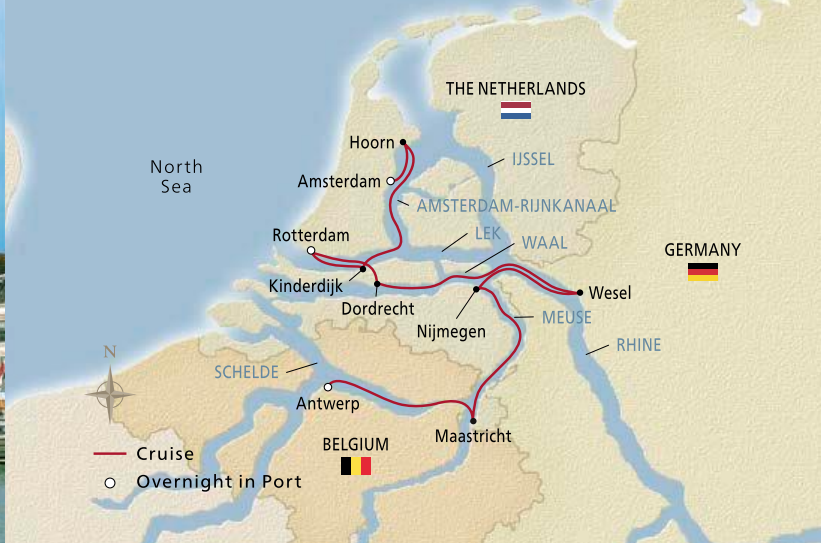 THE NETHERLANDS
Hoorn
IJSSEL
North
Sea
Amsterdam
AMSTERDAM-RIJNKANAAL
Rotterdam
LEK
WAAL
GERMANY
Kinderdijk
Wesel
Dordrecht
Nijmegen
MEUSE
RHINE
N
SCHELDE
Antwerp
Maastricht
BELGIUM
Cruise
Overnight in Port